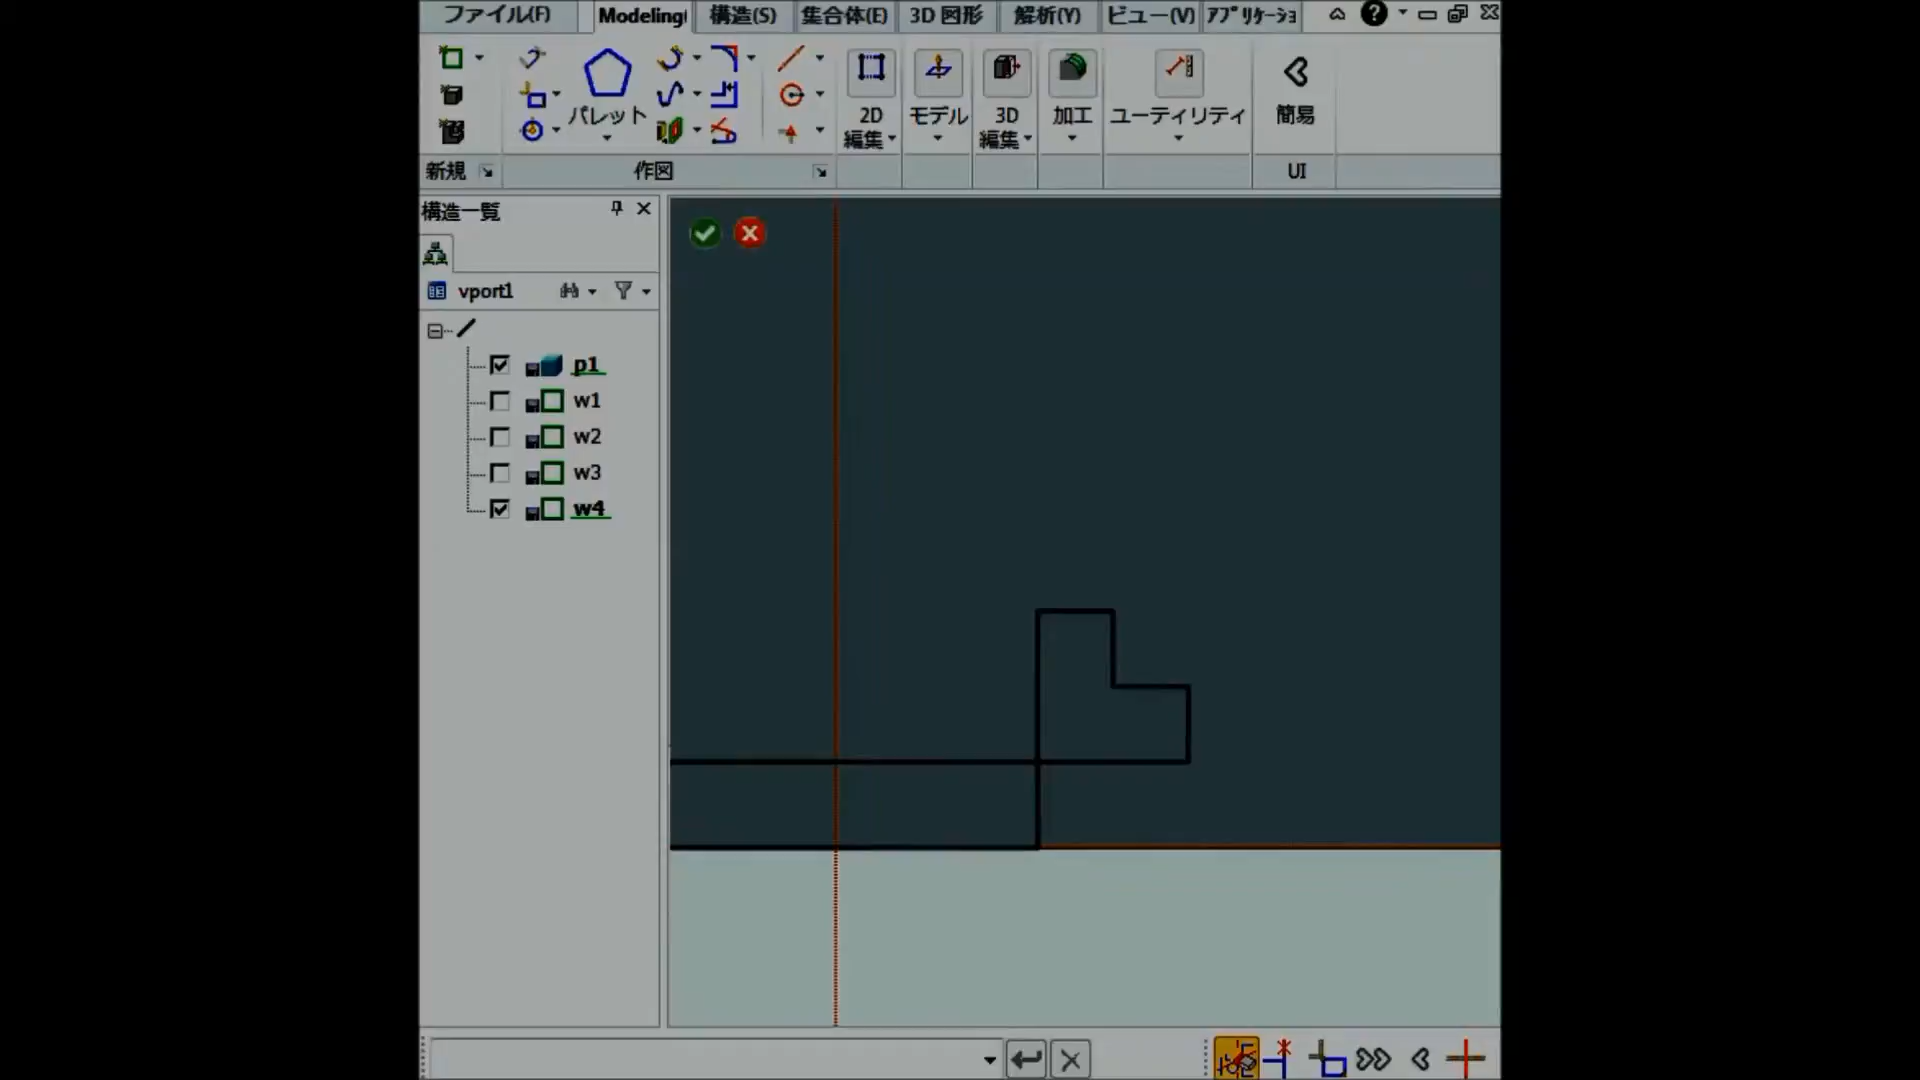 ファイル(F)
Modeling(
構造(S)
集合体(E)
3D 図形
解析(Y)
ビュー(V)
ｱﾌﾟﾘｹｰｼｮ
パレット
2D
編集
モデル
3D
編集
加工
ユーティリティ
簡易
新規
作図
UI
構造一覧
vport1
p1
w1
w2
w3
w4